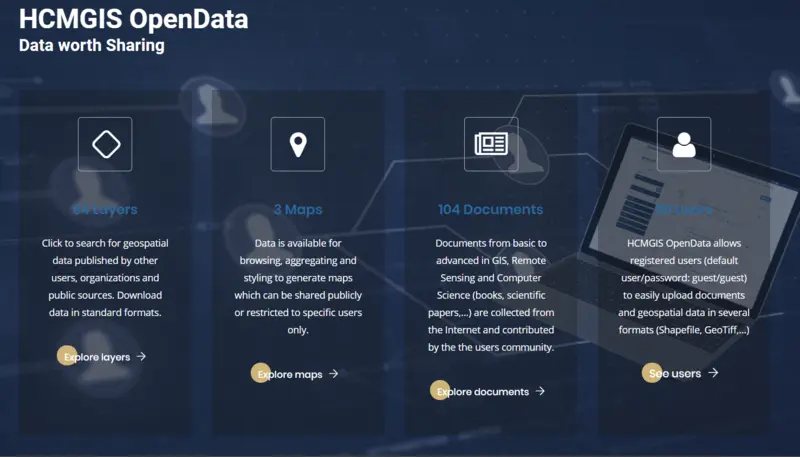 HCMGIS OpenData
Data worth Sharing
Layers
Click to search for geospatial
data published by other
users, organizations and
public sources. Download
data in standard formats.
Explore layers
3 Maps
Data is available for
browsing, aggregating and
styling to generate maps
which can be shared publicly
or restricted to specific users
only.
Explore maps
104 Documents
Documents from basic to
advanced in GIS, Remote
Sensing and Computer
Science (books, scientific
papers,...) are collected from
the Internet and contributed
by the the users community.
Explore documents
HCMGIS OpenData allows
registered users (default
user/password: guest/guest)
to easily upload documents
and geospatial data in several
formats (Shapefile, GeoTiff,...)
See users